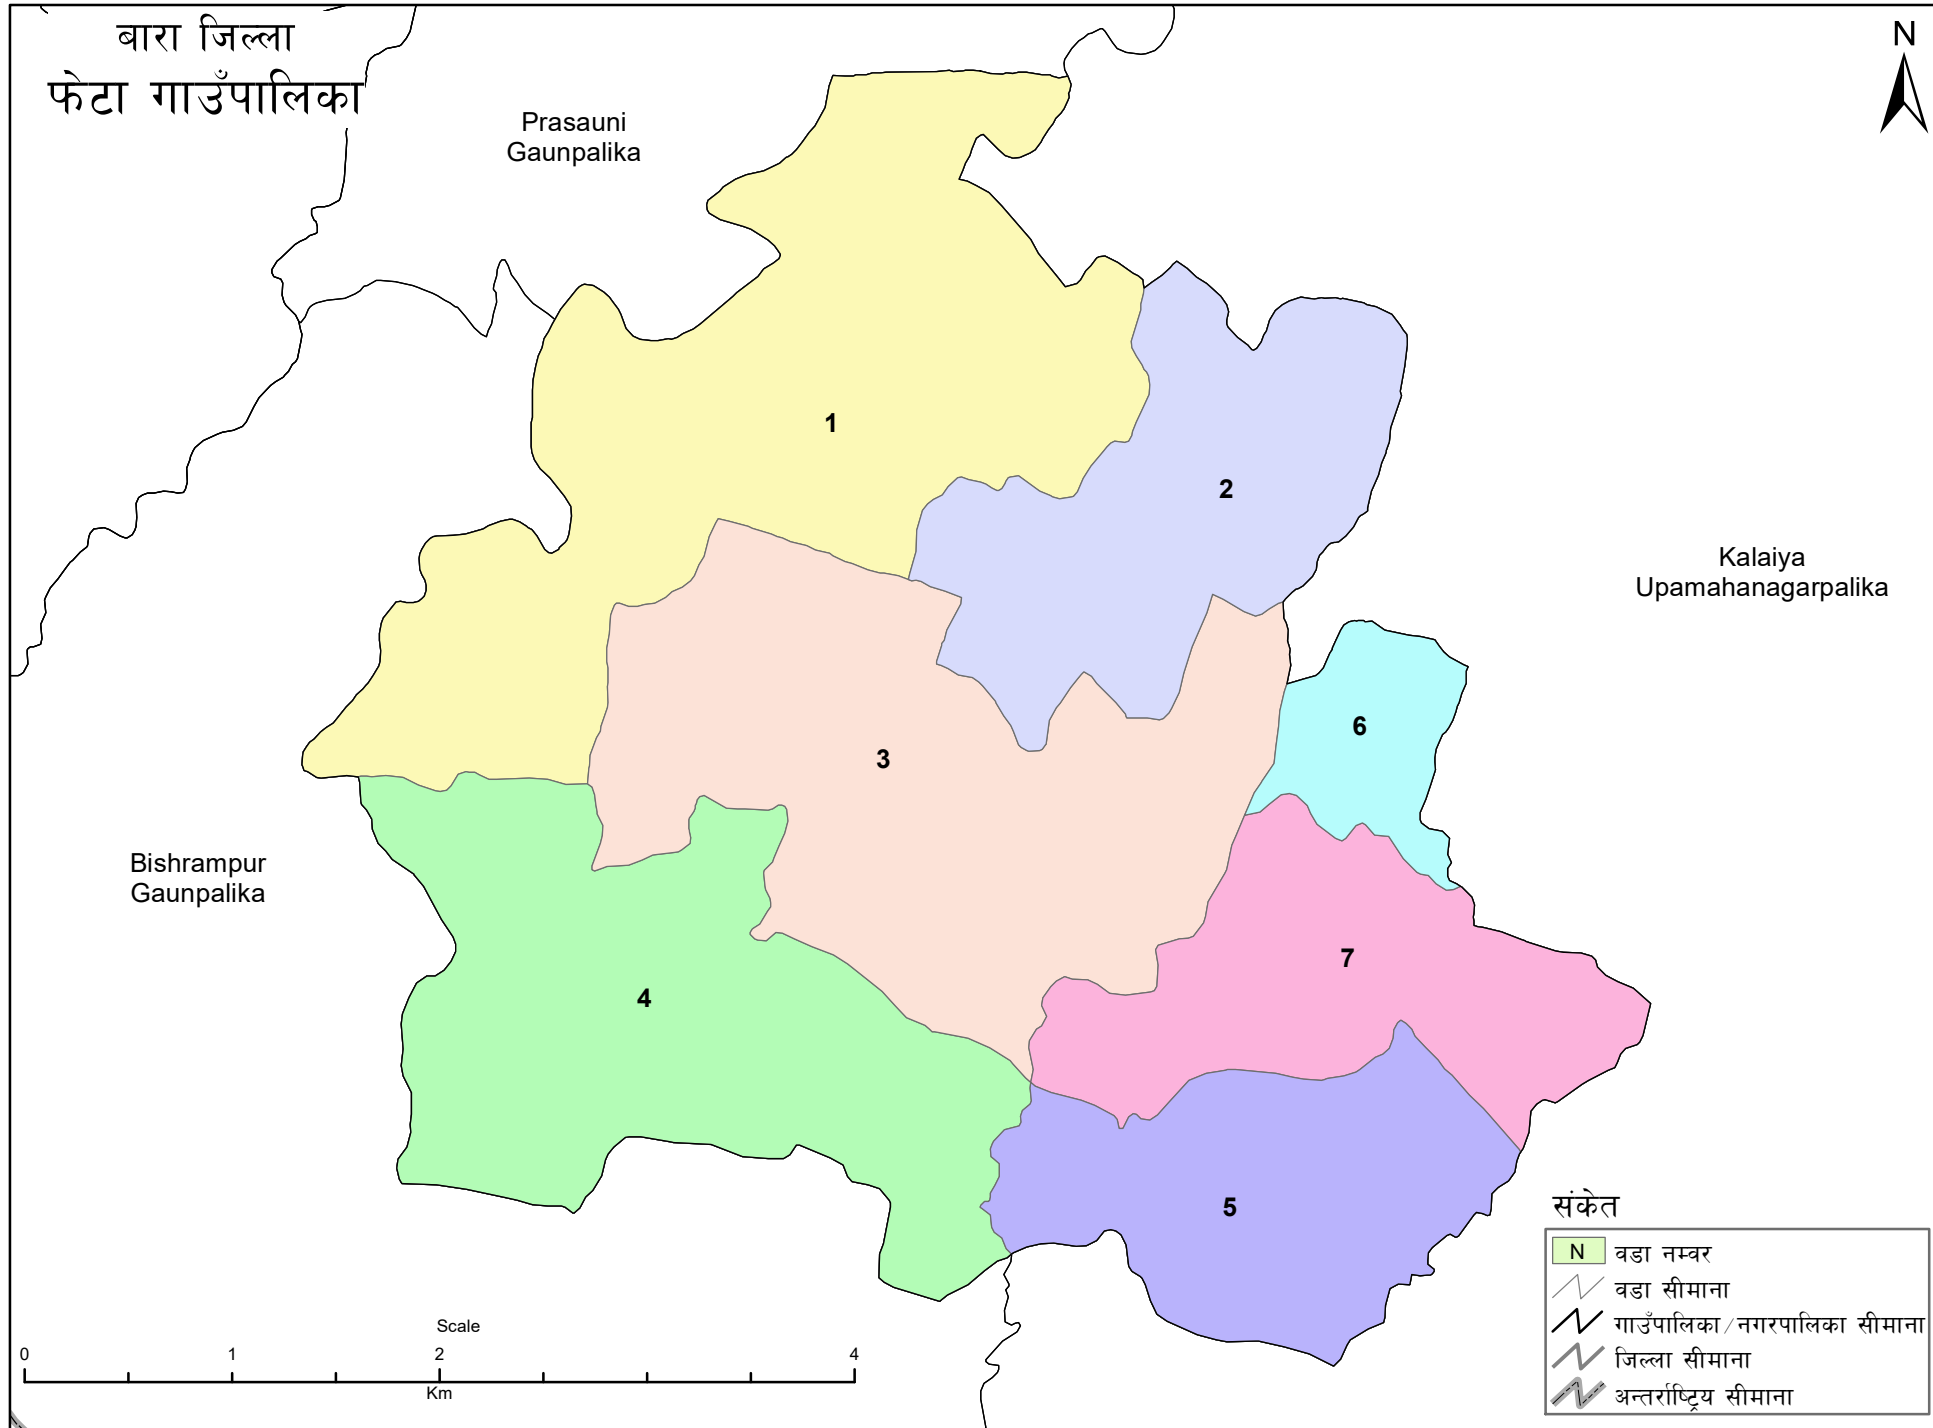 बारा जिल्ला
फेटा गाउँपालिका
N
Prasauni
Gaunpalika
1
2
Kalaiya
Upamahanagarpalika
6
3
Bishrampur
Gaunpalika
7
4
5
संकेत
N वडा नम्वर
वडा सीमाना
गाउँपालिका/नगरपालिका सीमाना
जिल्ला सीमाना
अन्तर्राष्ट्रिय सीमाना
Scale
0 1 2 4
Km